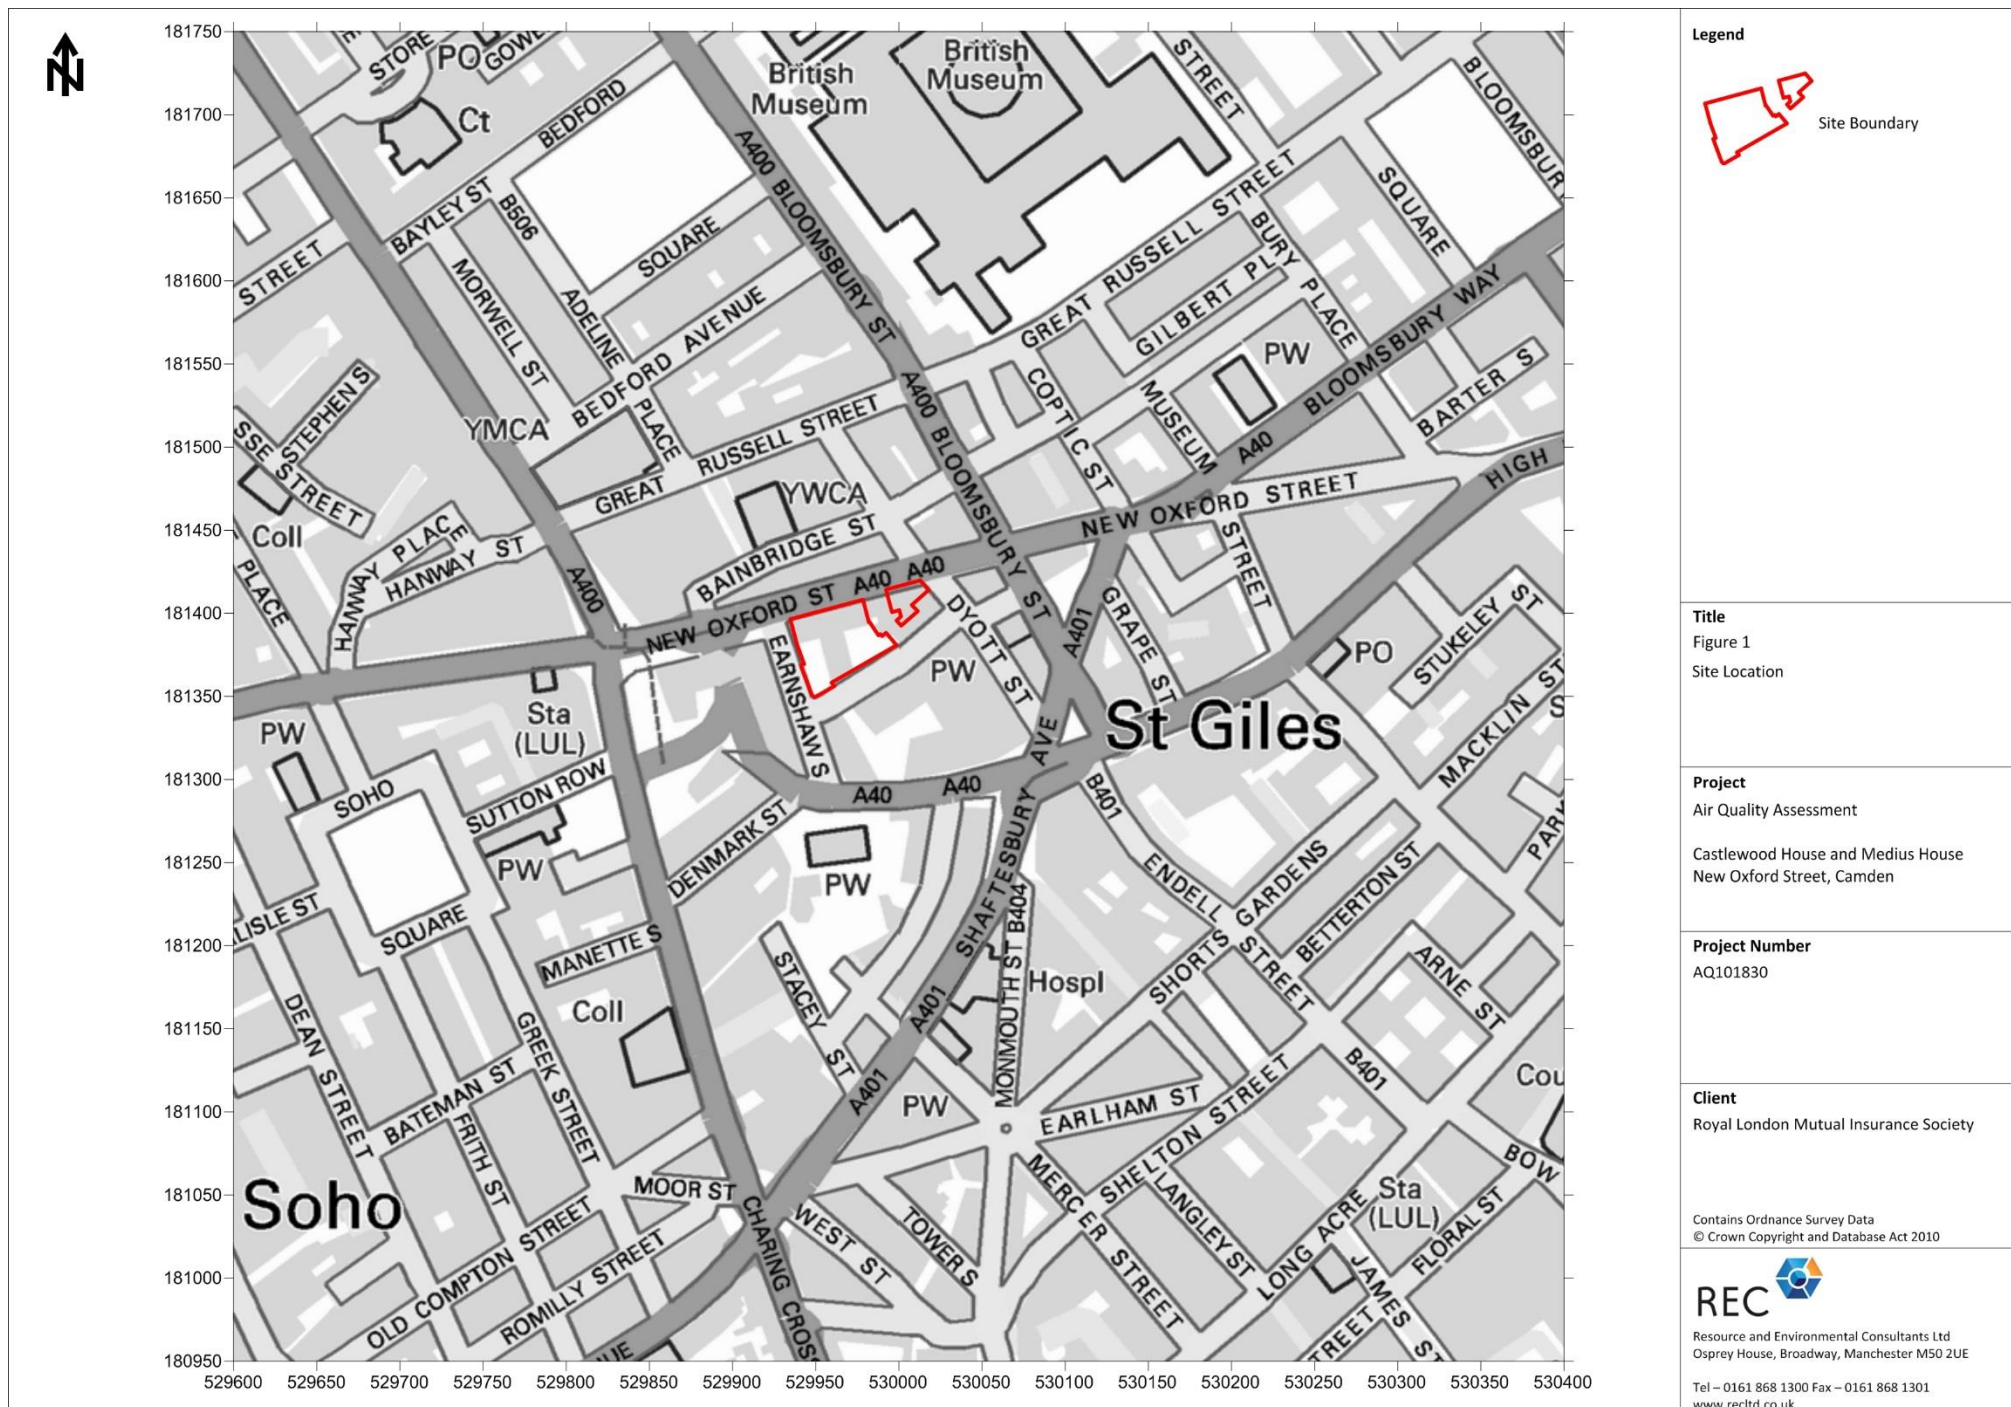 181750
181700
181650
181600
181550
181500
181450
181400
181350
181300
181250
181200
181150
181100
181050
181000
180950
529600
529650
529700
529750
529800
529850
529900
529950
530000
530050
530100
530150
530200
530250
530300
530350
530400
N
STORE
PO
GOWE
Ct
BEDFORD
British
Museum
British
Museum
STREET
BLOOMSBURY
A400 BLOOMSBURY ST
BAYLEY ST
B506
SQUARE
STREET
MORWELL ST
ADELINE
PLACE
BEDFORD AVENUE
GREAT RUSSELL STREET
BURY PLACE
SQUARE
GILBERT PL
BLOOMSBURY WAY
PW
BARTER S
STEPHEN S
SSE STREET
YMCA
GREAT RUSSELL STREET
A400 BLOOMSBURY ST
COPTIC ST
MUSEUM
STREET
A40
HIGH
Coll
PLACE
HANWAY PLACE
HANWAY ST
A400
YWCA
BAINBRIDGE ST
NEW OXFORD STREET
NEW OXFORD ST A40 A40
EARNSHAW S
DYOTT ST
PW
A401
GRAPE ST
PO
STUKELEY ST
MACKLIN ST
S
St Giles
PW
Sta
(LUL)
SOHO
SQUARE
SUTTON ROW
PW
DENMARK ST
A40
A40
SHAFTESBURY AVE
B401
PW
ENDELL STREET
SHORTS GARDENS
BETTERTON ST
PARK
LISLE ST
MANETTE S
STACEY ST
Coll
A401
MONMOUTH ST B404
Hospl
ARNE ST
DEAN STREET
GREEK STREET
BATEMAN ST
FRITH ST
A401
PW
EARLHAM ST
SHELTON STREET
B401
Cou
BOW
Soho
MOOR ST
CHARING CROSS
WEST ST
TOWER S
MERCER STREET
LANGLEY ST
LONG ACRE
Sta
(LUL)
FLORAL ST
JAMES ST
STREET
OLD COMPTON STREET
ROMILLY STREET
UE
Legend
Site Boundary
Title
Figure 1
Site Location
Project
Air Quality Assessment
Castlewood House and Medius House
New Oxford Street, Camden
Project Number
AQ101830
Client
Royal London Mutual Insurance Society
Contains Ordnance Survey Data
© Crown Copyright and Database Act 2010
REC
Resource and Environmental Consultants Ltd
Osprey House, Broadway, Manchester M50 2UE
Tel – 0161 868 1300 Fax – 0161 868 1301
www.recltd.co.uk